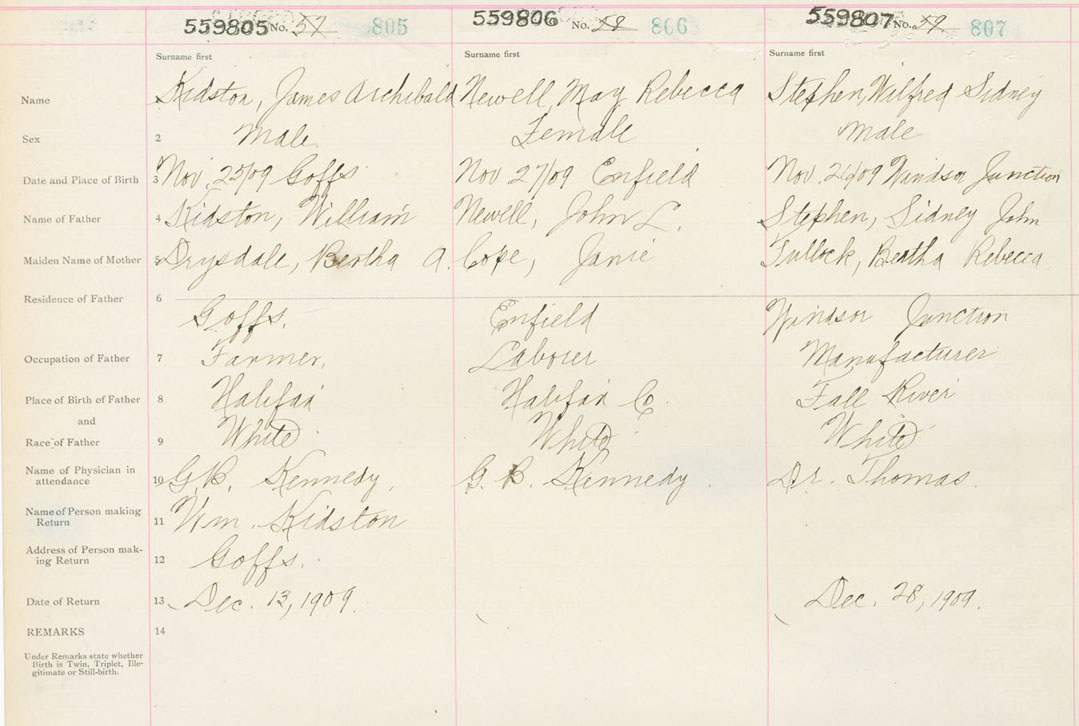 559805 No. 57 805 559806 No. 58 806 559807 No. 59 807
Surname first Surname first Surname first
Name Kidston, James Archibald Newell, May Rebecca Stephen, Wilfred Sidney
Sex 2 Male Female Male
Date and Place of Birth 3 Nov. 25/09 Goffs Nov 27/09 Enfield Nov. Windsor Junction
Name of Father 4 Kidston, William Newell, John L. Stephen, Sidney John
Maiden Name of Mother 5 Drysdale, Bertha A. Cope, Janie Tullock, Beatha Rebecca
Residence of Father 6
Goffs. Enfield Windsor Junction
Occupation of Father 7 Farmer. Laborer Manufacturer
Place of Birth of Father 8 Halifax Halifax Co. Fall River
and
Race of Father 9 White White White
Name of Physician in
attendance 10 G.B. Kennedy. G. B. Kennedy. Dr. Thomas.
Name of Person making
Return 11 Wm. Kidston
Address of Person mak-
ing Return 12 Goffs.
Date of Return 13 Dec. 13, 1909. Dec. 28, 1909.
REMARKS 14
Under Remarks state whether
Birth is Twin, Triplet, Ille-
gitimate or Still-birth.